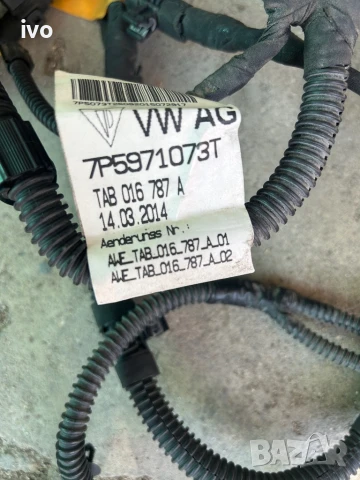 ivo
VW AG
7P5971073T
TAB 016 787 A
14.03.2014
Aenderungs Nr.:
AWE_TAB_016_787_A_01
AWE_TAB_016_787_A_02
bazar